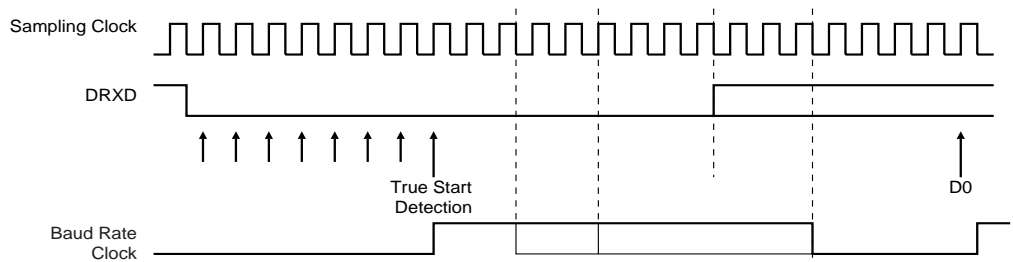 Sampling Clock
DRXD
True Start
Detection
D0
Baud Rate
Clock